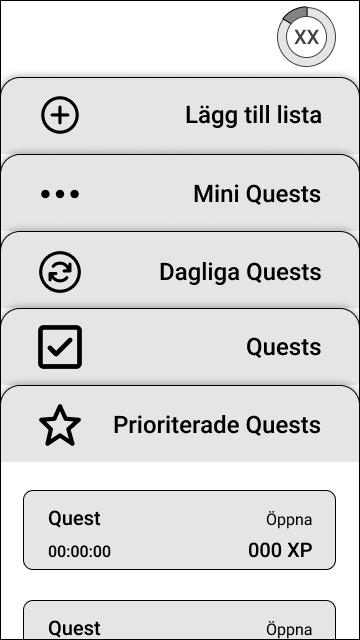 XX
Lägg till lista
Mini Quests
Dagliga Quests
Quests
Prioriterade Quests
Quest Öppna
00:00:00 000 XP
Quest Öppna